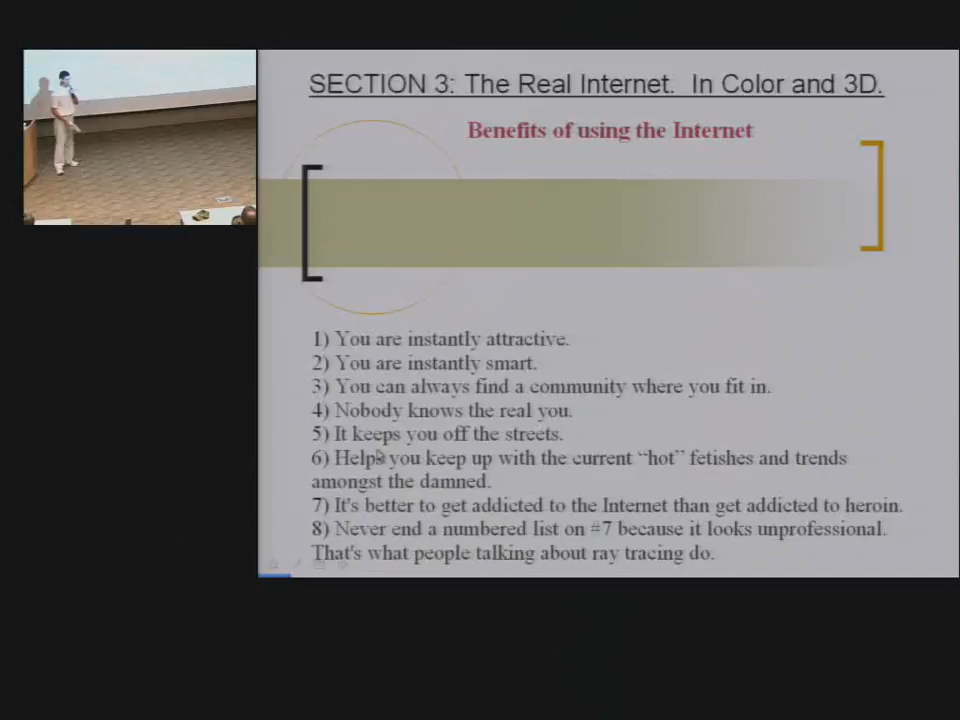 SECTION 3: The Real Internet.  In Color and 3D.
Benefits of using the Internet
1) You are instantly attractive.
2) You are instantly smart.
3) You can always find a community where you fit in.
4) Nobody knows the real you.
5) It keeps you off the streets.
6) Helps you keep up with the current “hot” fetishes and trends
amongst the damned.
7) It's better to get addicted to the Internet than get addicted to heroin.
8) Never end a numbered list on #7 because it looks unprofessional.
That's what people talking about ray tracing do.